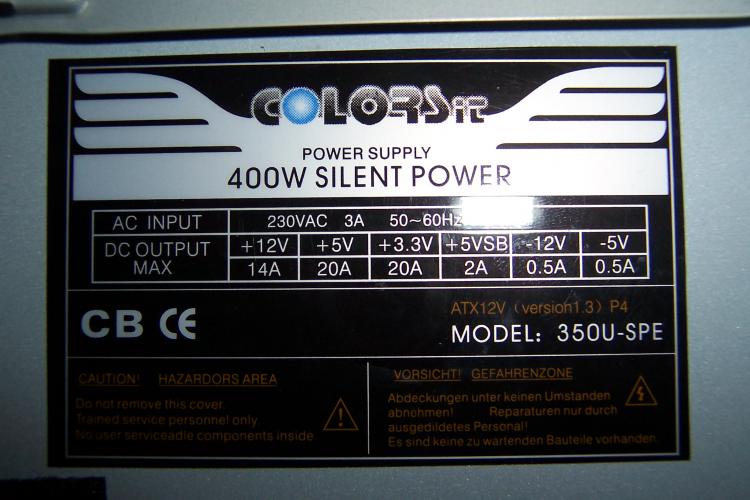 COLORSit
POWER SUPPLY
400W SILENT POWER
AC INPUT 230VAC 3A 50~60Hz
DC OUTPUT MAX +12V +5V +3.3V +5VSB -12V -5V
14A 20A 20A 2A 0.5A 0.5A
ATX12V (version1.3) P4
CB CE MODEL: 350U-SPE
CAUTION! HAZARDORS AREA
Do not remove this cover.
Trained service personnel only.
No user serviceadle components inside
VORSICHT! GEFAHRENZONE
Abdeckungen unter keinen Umstanden
abnehmen! Reparaturen nur durch
ausgedildetes Personal!
Es sind keine zu wartenden Bauteile vorhanden.